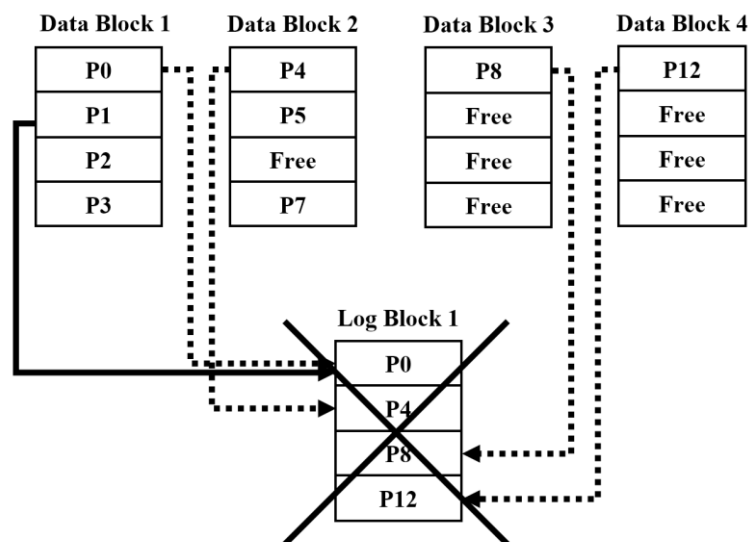 Data Block 1
P0
P1
P2
P3
Data Block 2
P4
P5
Free
P7
Data Block 3
P8
Free
Free
Free
Data Block 4
P12
Free
Free
Free
Log Block 1
P0
P4
P8
P12